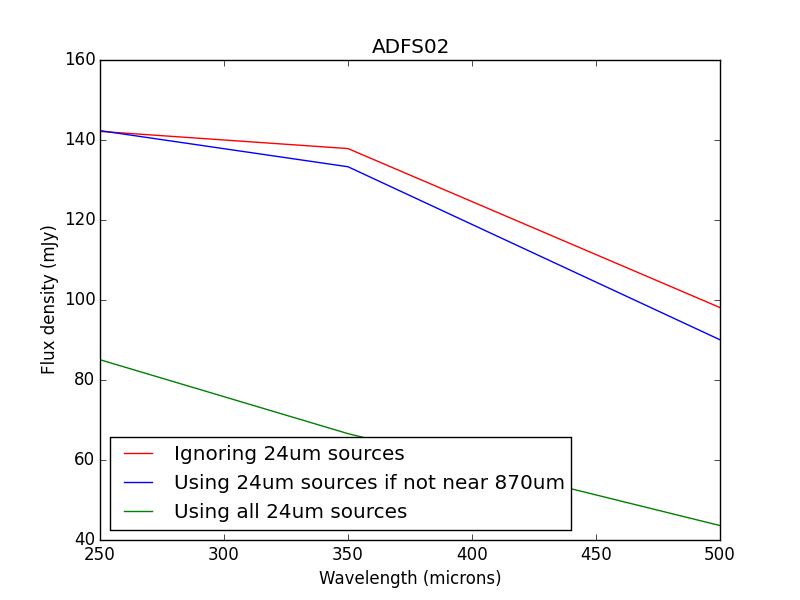 ADFS02
160
140
120
100
80
60
40
Flux density (mJy)
Ignoring 24um sources
Using 24um sources if not near 870um
Using all 24um sources
250 300 350 400 450 500
Wavelength (microns)